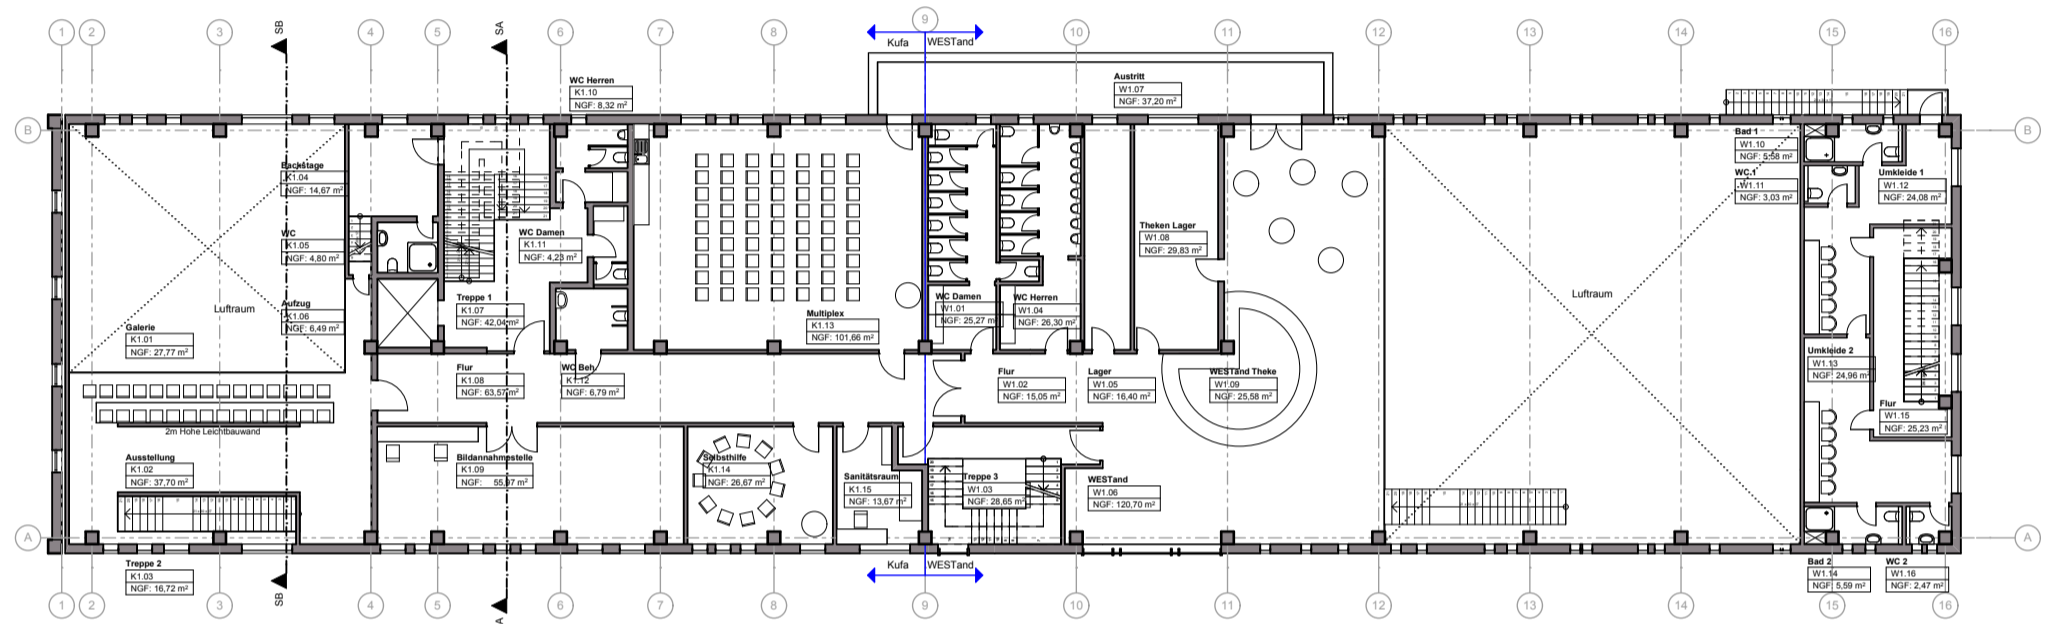 1 2 3 4 5 6 7 8 9 10 11 12 13 14 15 16
SB
SA
Kufa WESTand
B
B
WC Herren
K1.10
NGF: 8,32 m²
Austritt
W1.07
NGF: 37,20 m²
Bad 1
W1.10
NGF: 5,58 m²
WC 1
W1.11
NGF: 3,03 m²
Umkleide 1
W1.12
NGF: 24,08 m²
Backstage
K1.04
NGF: 14,67 m²
WC
K1.05
NGF: 4,80 m²
WC Damen
K1.11
NGF: 4,23 m²
Theken Lager
W1.08
NGF: 29,83 m²
Luftraum
Luftraum
Aufzug
K1.06
NGF: 6,49 m²
Treppe 1
K1.07
NGF: 42,04 m²
WC Damen
W1.01
NGF: 25,27 m²
WC Herren
W1.04
NGF: 26,30 m²
Galerie
K1.01
NGF: 27,77 m²
Multiplex
K1.13
NGF: 101,66 m²
Umkleide 2
W1.13
NGF: 24,96 m²
Flur
K1.08
NGF: 63,57 m²
WC Beh.
K1.12
NGF: 6,79 m²
Flur
W1.02
NGF: 15,05 m²
Lager
W1.05
NGF: 16,40 m²
WESTand Theke
W1.09
NGF: 25,58 m²
Flur
W1.15
NGF: 25,23 m²
2m Hohe Leichtbauwand
Ausstellung
K1.02
NGF: 37,70 m²
Bildannahmestelle
K1.09
NGF: 55,97 m²
Selbsthilfe
K1.14
NGF: 26,67 m²
Sanitätsraum
K1.15
NGF: 13,67 m²
Treppe 3
W1.03
NGF: 28,65 m²
WESTand
W1.06
NGF: 120,70 m²
A
A
Treppe 2
K1.03
NGF: 16,72 m²
Kufa WESTand
Bad 2
W1.14
NGF: 5,59 m²
WC 2
W1.16
NGF: 2,47 m²
SB
A
1 2 3 4 5 6 7 8 9 10 11 12 13 14 15 16